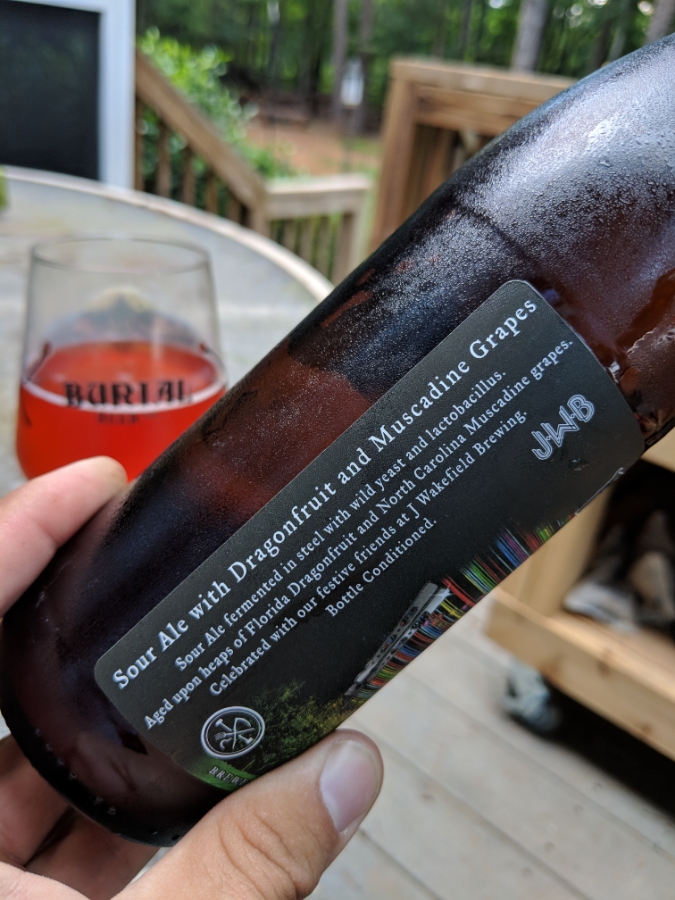 BURIAL
BEER
Sour Ale with Dragonfruit and Muscadine Grapes
Sour Ale fermented in steel with wild yeast and lactobacillus.
Aged upon heaps of Florida Dragonfruit and North Carolina Muscadine grapes.
Celebrated with our festive friends at J Wakefield Brewing.
Bottle Conditioned.
JWB